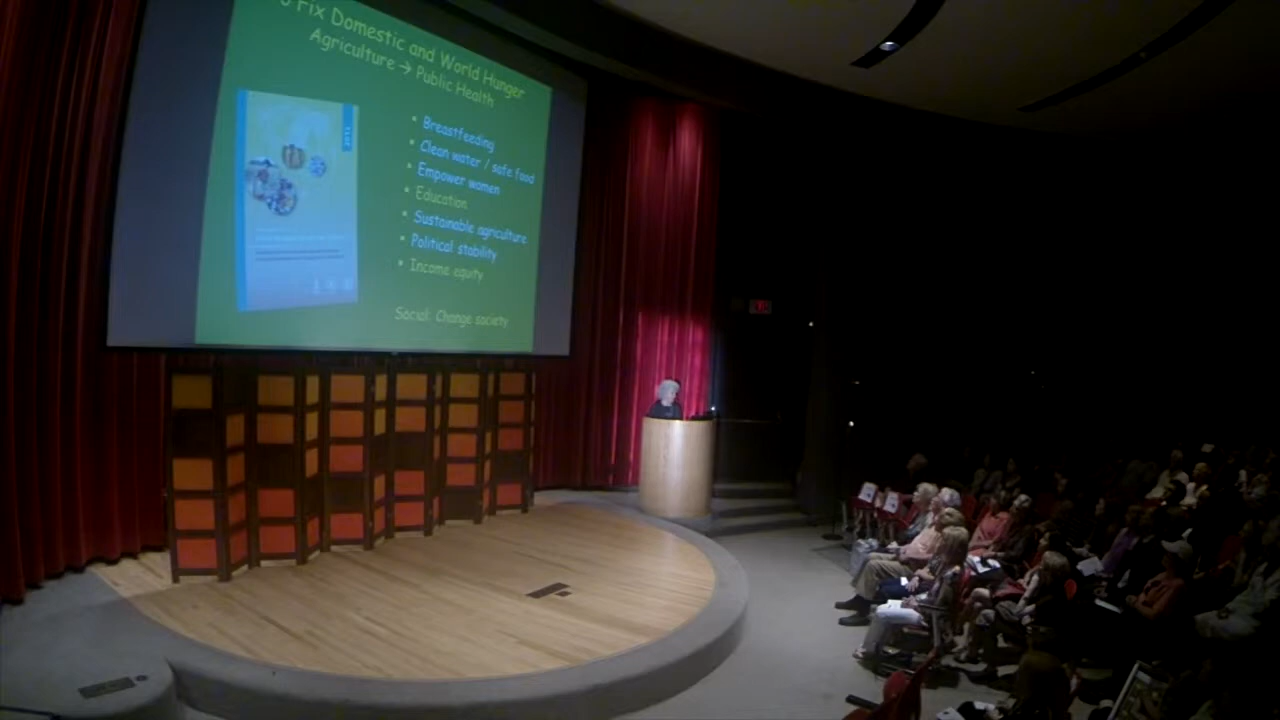 Fix Domestic and World Hunger
Agriculture → Public Health
• Breastfeeding
• Clean water / safe food
• Empower women
• Education
• Sustainable agriculture
• Political stability
• Income equity
Social: Change society